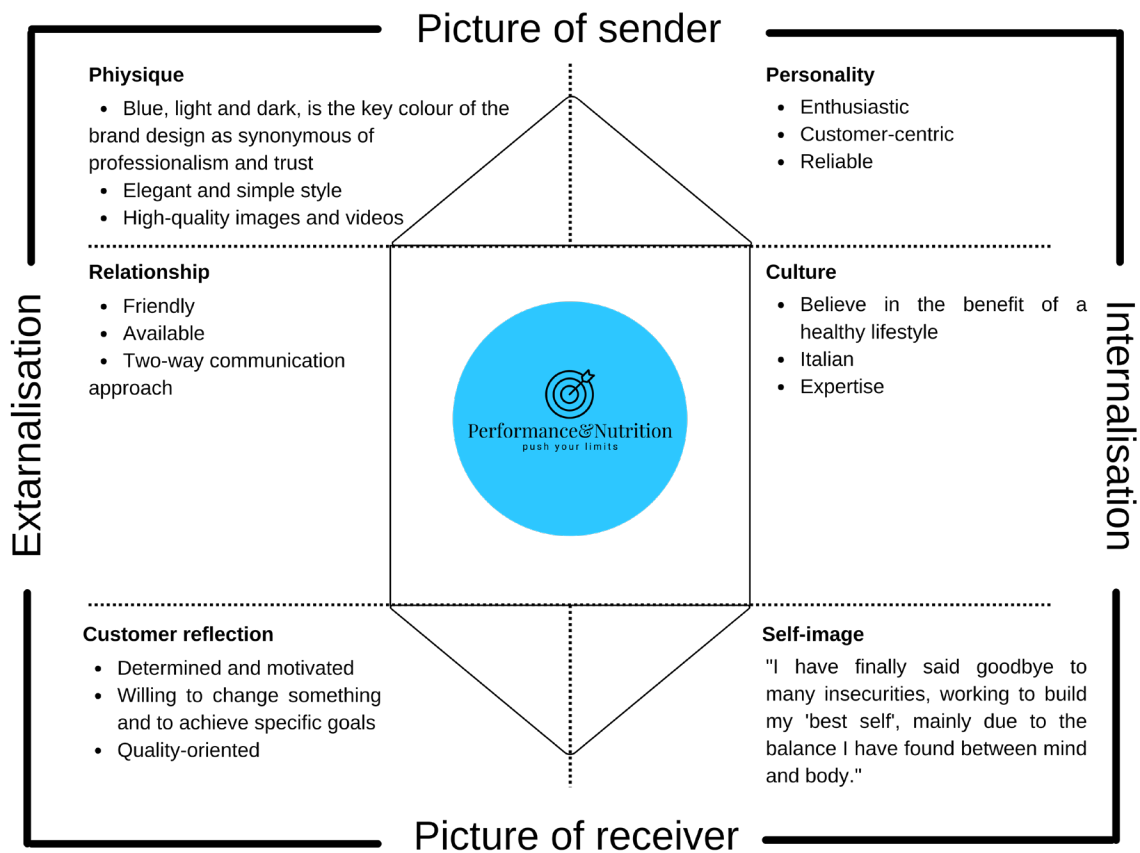 Picture of sender
Phiysique
• Blue, light and dark, is the key colour of the
brand design as synonymous of
professionalism and trust
• Elegant and simple style
• High-quality images and videos
Personality
• Enthusiastic
• Customer-centric
• Reliable
Extarnalisation
Relationship
• Friendly
• Available
• Two-way communication
approach
Performance&Nutrition
push your limits
Culture
• Believe in the benefit of a
healthy lifestyle
• Italian
• Expertise
Internalisation
Customer reflection
• Determined and motivated
• Willing to change something
and to achieve specific goals
• Quality-oriented
Self-image
"I have finally said goodbye to
many insecurities, working to build
my 'best self', mainly due to the
balance I have found between mind
and body."
Picture of receiver